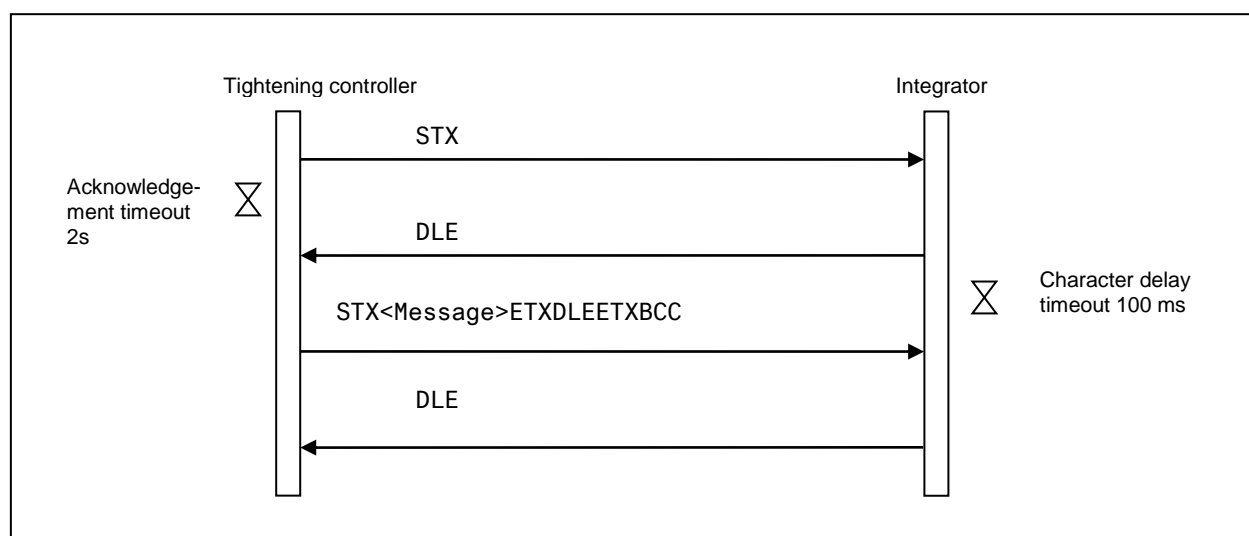 Tightening controller
Integrator
STX
Acknowledge-
ment timeout
2s
DLE
Character delay
timeout 100 ms
STX<Message>ETXDLEETXBCC
DLE